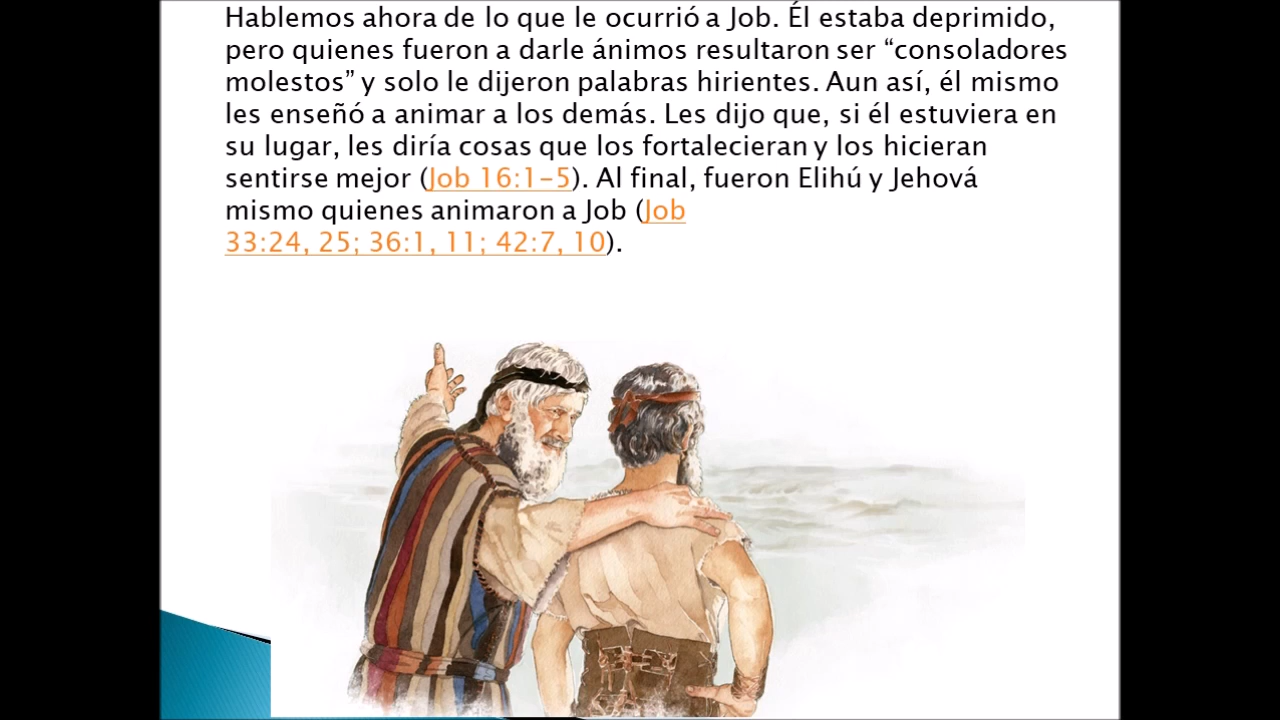 Hablemos ahora de lo que le ocurrió a Job. Él estaba deprimido,
pero quienes fueron a darle ánimos resultaron ser “consoladores
molestos” y solo le dijeron palabras hirientes. Aun así, él mismo
les enseñó a animar a los demás. Les dijo que, si él estuviera en
su lugar, les diría cosas que los fortalecieran y los hicieran
sentirse mejor (Job 16:1-5). Al final, fueron Elihú y Jehová
mismo quienes animaron a Job (Job
33:24, 25; 36:1, 11; 42:7, 10).